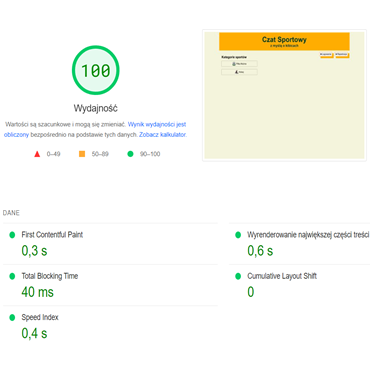 100
Wydajność
Wartości są szacunkowe i mogą się zmieniać. Wynik wydajności jest
obliczony bezpośrednio na podstawie tych danych. Zobacz kalkulator.
0–49
50–89
90–100
Czat Sportowy
Kategorie sportów
DANE
First Contentful Paint
0,3 s
Wyrenderowanie największej części treści
0,6 s
Total Blocking Time
40 ms
Cumulative Layout Shift
0
Speed Index
0,4 s